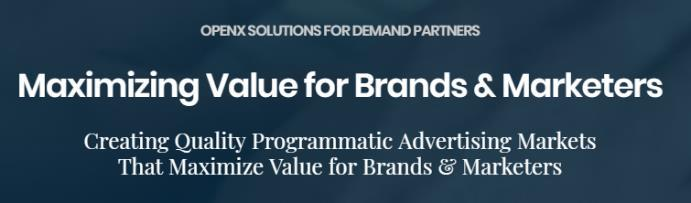 OPENX SOLUTIONS FOR DEMAND PARTNERS
Maximizing Value for Brands & Marketers
Creating Quality Programmatic Advertising Markets
That Maximize Value for Brands & Marketers